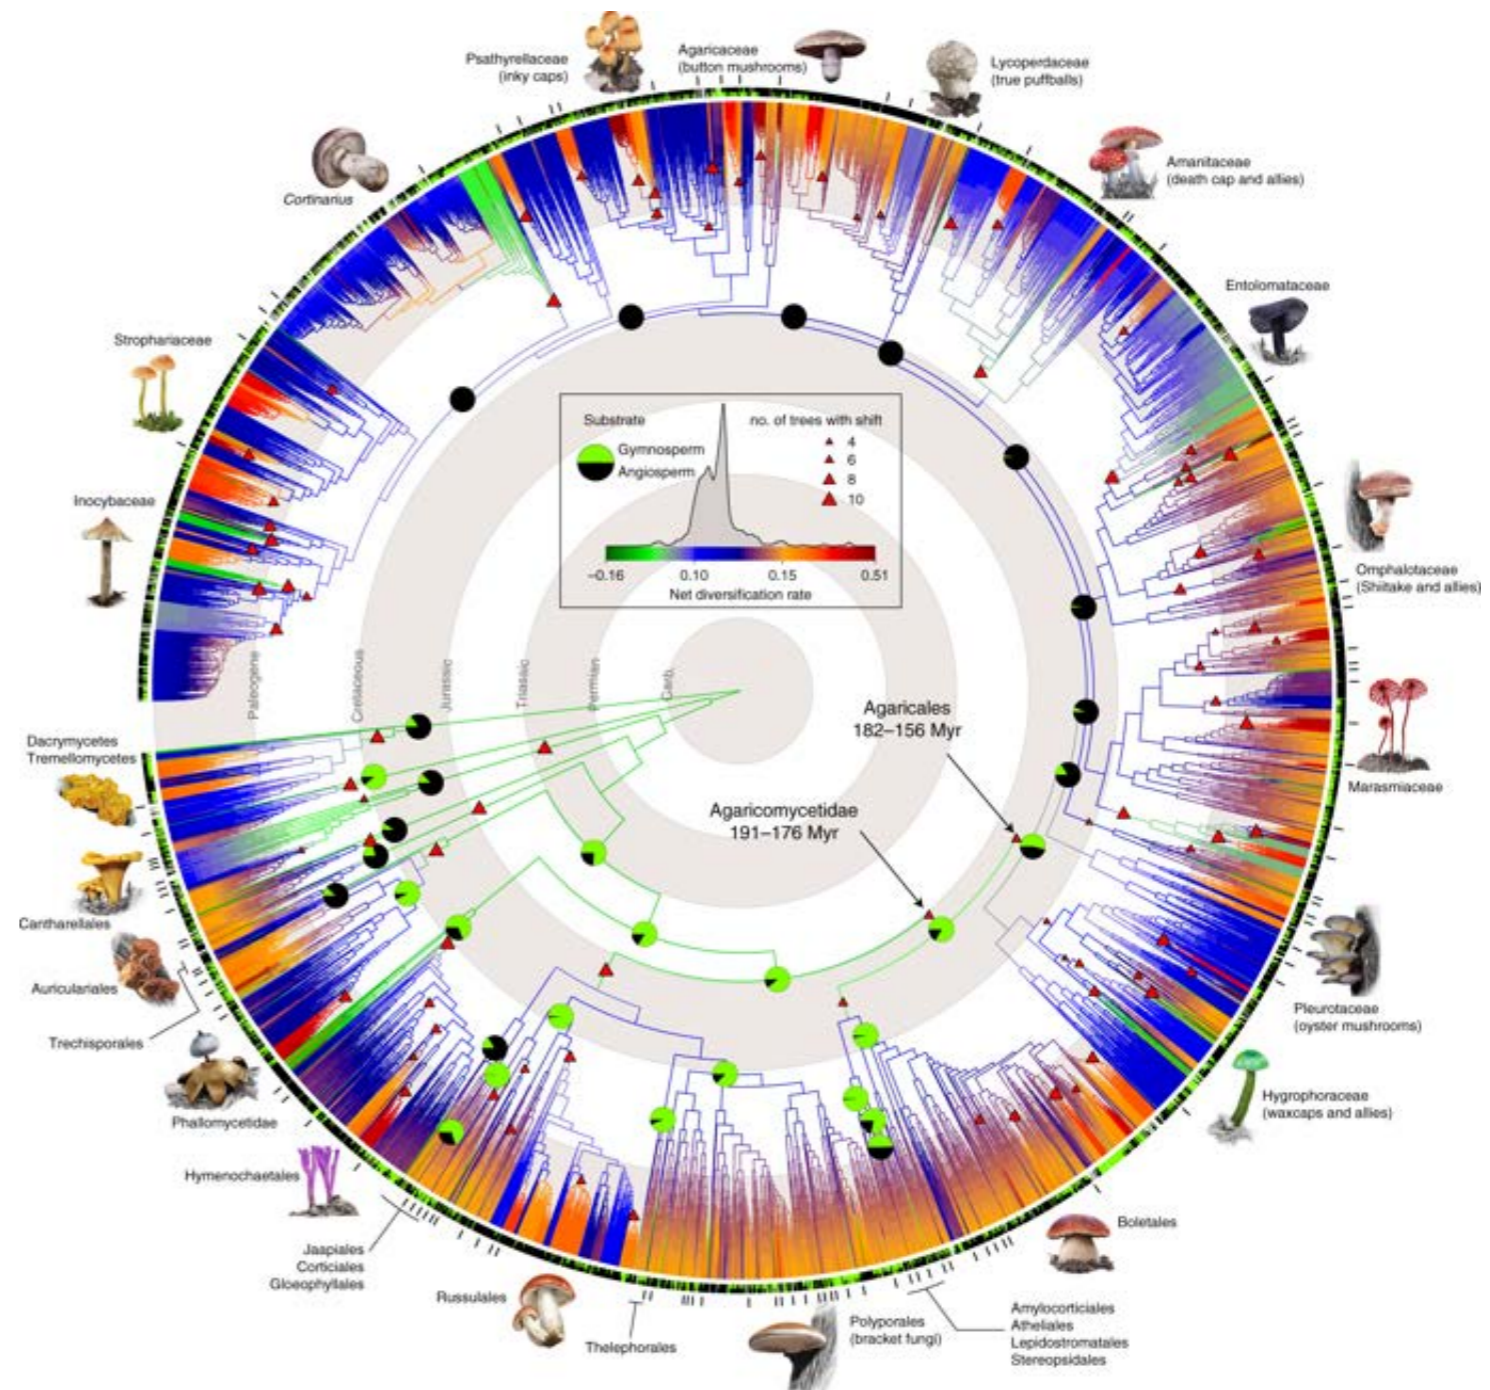 Psathyrellaceae
(inky caps)
Agaricaceae
(button mushrooms)
Lycoperdaceae
(true puffballs)
Amanitaceae
(death cap and allies)
Cortinarius
Entolomataceae
Strophariaceae
Substrate
Gymnosperm
Angiosperm
no. of trees with shift
4
6
8
10
−0.16
0.10
0.15
0.51
Net diversification rate
Inocybaceae
Omphalotaceae
(Shiitake and allies)
Paleogene
Cretaceous
Jurassic
Triassic
Permian
Carb.
Agaricales
182–156 Myr
Dacrymycetes
Tremellomycetes
Marasmiaceae
Agaricomycetidae
191–176 Myr
Cantharellales
Auriculariales
Pleurotaceae
(oyster mushrooms)
Trechisporales
Hygrophoraceae
(waxcaps and allies)
Phallomycetidae
Hymenochaetales
Boletales
Jaapiales
Corticiales
Gloeophyllales
Russulales
Thelephorales
Polyporales
(bracket fungi)
Amylocorticiales
Atheliales
Lepidostromatales
Stereopsidales